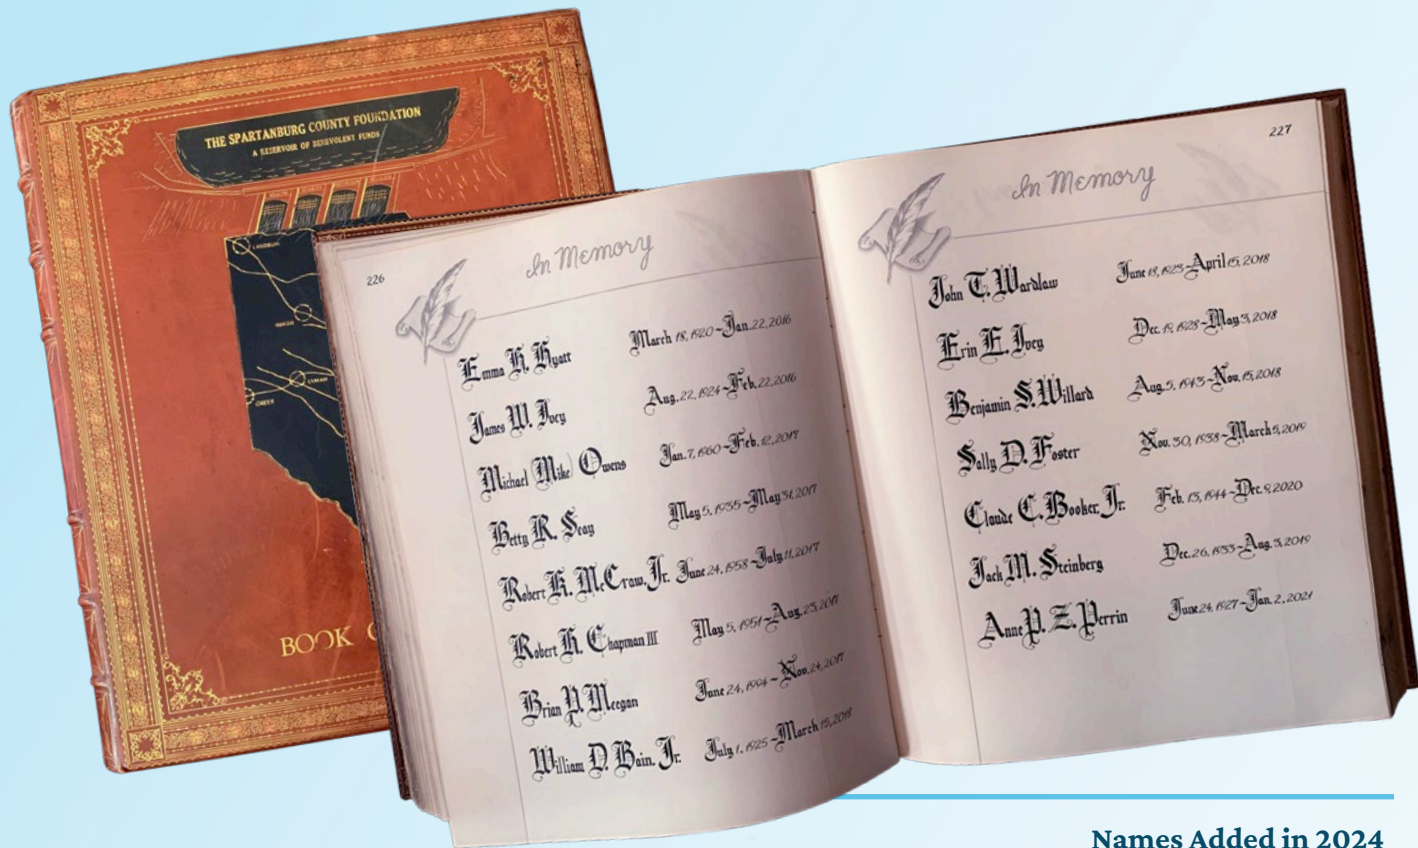 THE SPARTANBURG COUNTY FOUNDATION
A RESERVOIR OF BENEVOLENT FUNDS
LANDRUM
INMAN
LYMAN
GREER
BOOK
226
In Memory
Emma H. Hyatt March 18, 1920 ~ Jan. 22, 2016
James W. Ivey Aug. 22, 1924 ~ Feb. 22, 2016
Michael (Mike) Owens Jan. 7, 1960 ~ Feb. 12, 2017
Betty R. Seay May 5, 1935 ~ May 31, 2017
Robert H. McCraw, Jr. June 24, 1958 ~ July 11, 2017
Robert H. Chapman III May 5, 1951 ~ Aug. 23, 2017
Brian P. Meegan June 24, 1994 ~ Nov. 24, 2017
William D. Bain, Jr. July 1, 1925 ~ March 15, 2018
227
In Memory
John T. Wardlaw June 18, 1923 ~ April 15, 2018
Erin E. Ivey Dec. 19, 1928 ~ May 3, 2018
Benjamin S. Willard Aug. 5, 1943 ~ Nov. 15, 2018
Sally D. Foster Nov. 30, 1938 ~ March 5, 2019
Claude C. Booker, Jr. Feb. 13, 1944 ~ Dec. 9, 2020
Jack M. Steinberg Dec. 26, 1933 ~ Aug. 3, 2019
Anne P. Z. Perrin June 24, 1927 ~ Jan. 2, 2021
Names Added in 2024